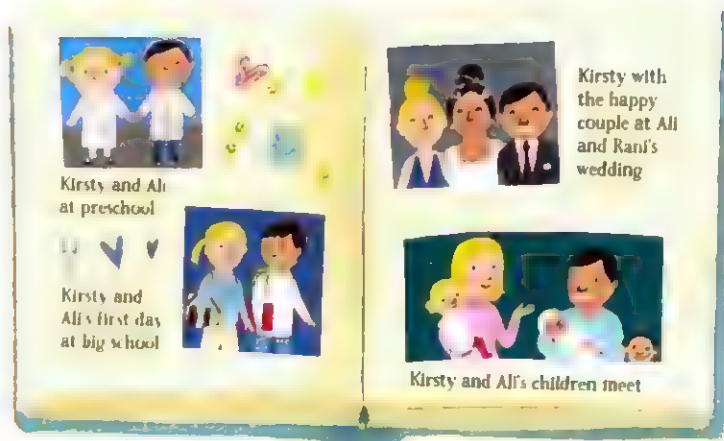 Kirsty and Ali
at preschool
Kirsty and
Ali's first day
at big school
Kirsty with
the happy
couple at Ali
and Rani's
wedding
Kirsty and Ali's children meet